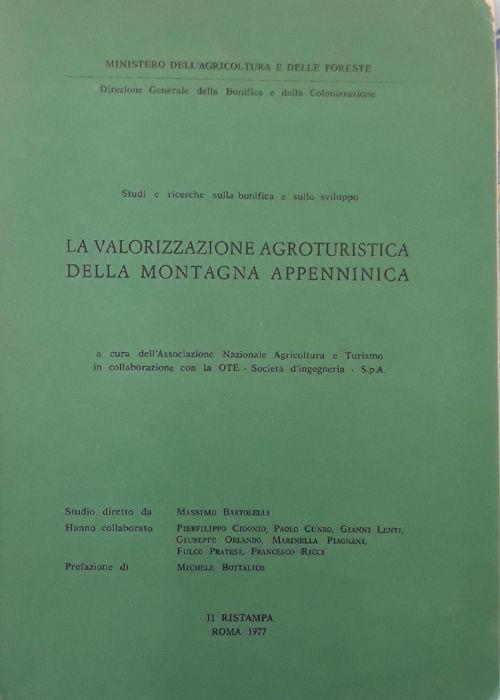 MINISTERO DELL'AGRICOLTURA E DELLE FORESTE
Direzione Generale della Bonifica e della Colonizzazione
Studi e ricerche sulla bonifica e sullo sviluppo
LA VALORIZZAZIONE AGROTURISTICA
DELLA MONTAGNA APPENNINICA
a cura dell'Associazione Nazionale Agricoltura e Turismo
in collaborazione con la OTE - Società d'ingegneria - S.p.A.
Studio diretto da MASSIMO BARTOLELLI
Hanno collaborato PIERFILIPPO CIDONIO, PAOLO CUNEO, GIANNI LENTI,
GIUSEPPE ORLANDO, MARINELLA PIAGNANI,
FULCO PRATESI, FRANCESCO RICCI
Prefazione di MICHELE BOTTALICO
II RISTAMPA
ROMA 1977